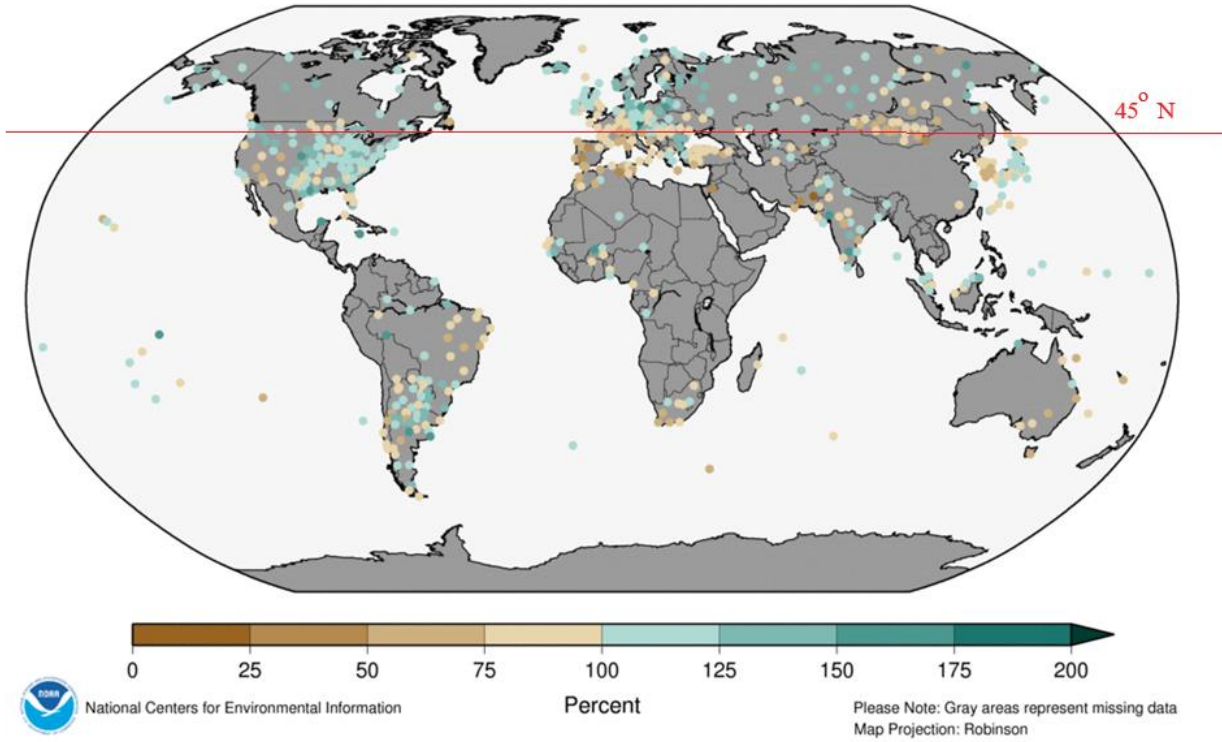 45° N
0 25 50 75 100 125 150 175 200
NOAA
National Centers for Environmental Information
Percent
Please Note: Gray areas represent missing data
Map Projection: Robinson